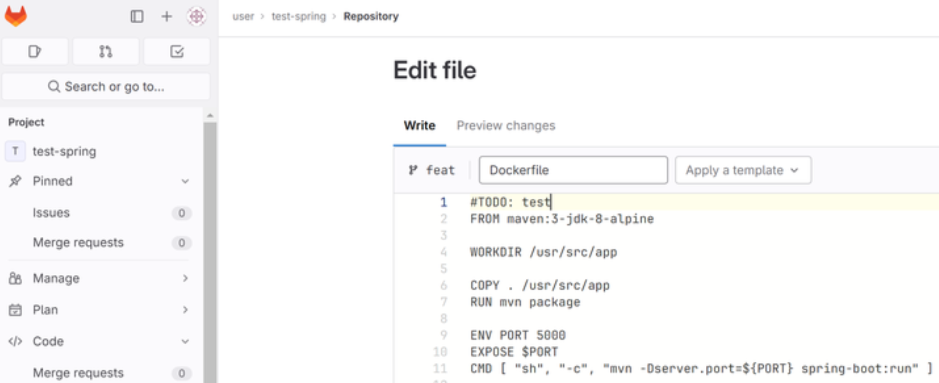 user > test-spring > Repository
Search or go to...
Project
T test-spring
Pinned
Issues 0
Merge requests 0
Manage
Plan
Code
Merge requests 0
Edit file
Write Preview changes
feat Dockerfile Apply a template
1 #TODO: test
2 FROM maven:3-jdk-8-alpine
3
4 WORKDIR /usr/src/app
5
6 COPY . /usr/src/app
7 RUN mvn package
8
9 ENV PORT 5000
10 EXPOSE $PORT
11 CMD [ "sh", "-c", "mvn -Dserver.port=${PORT} spring-boot:run" ]